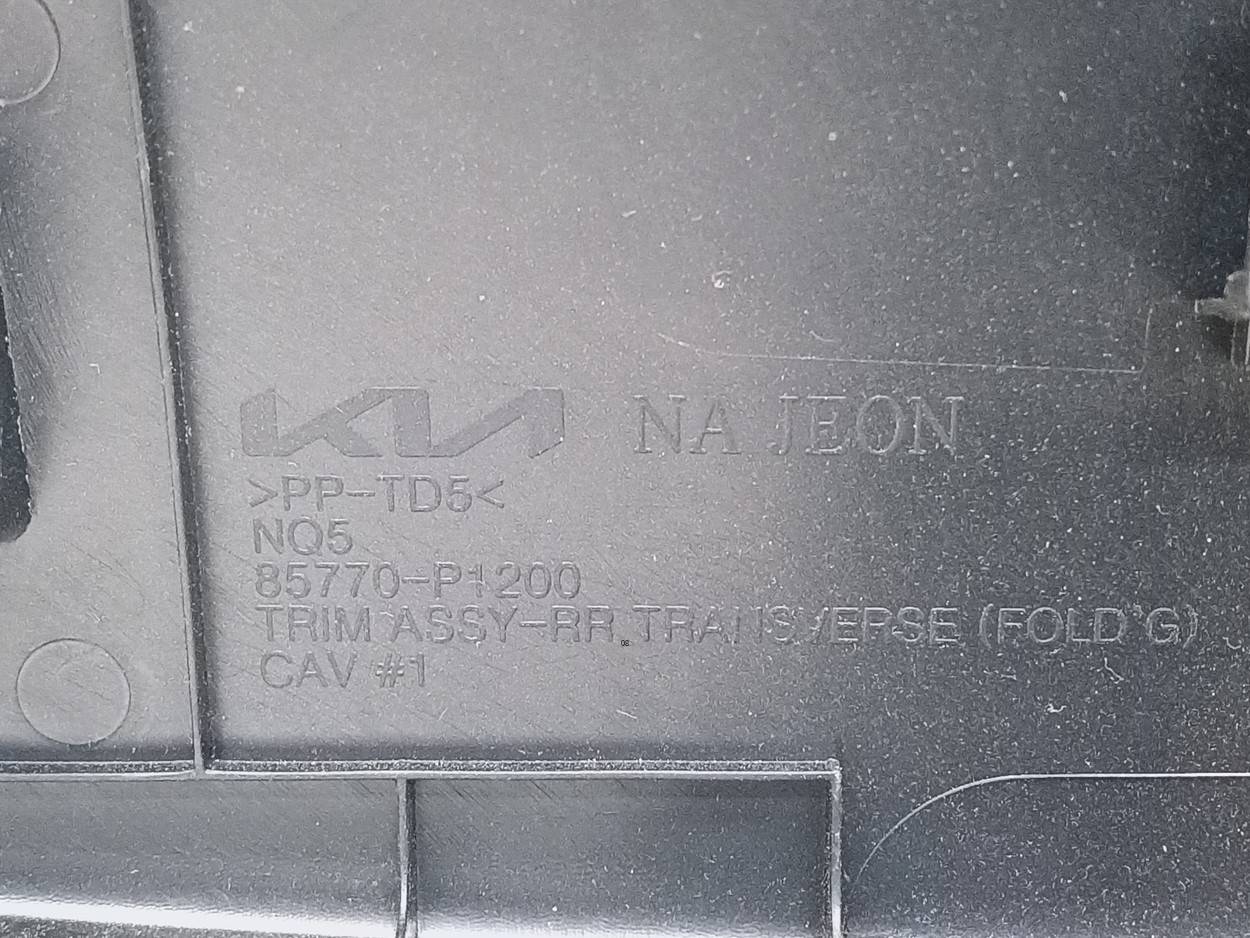 KIA NA JEON
>PP-TD5<
NQ5
85770-P1200
TRIM ASSY-RR TRANSVERSE (FOLD'G)
CAV #1